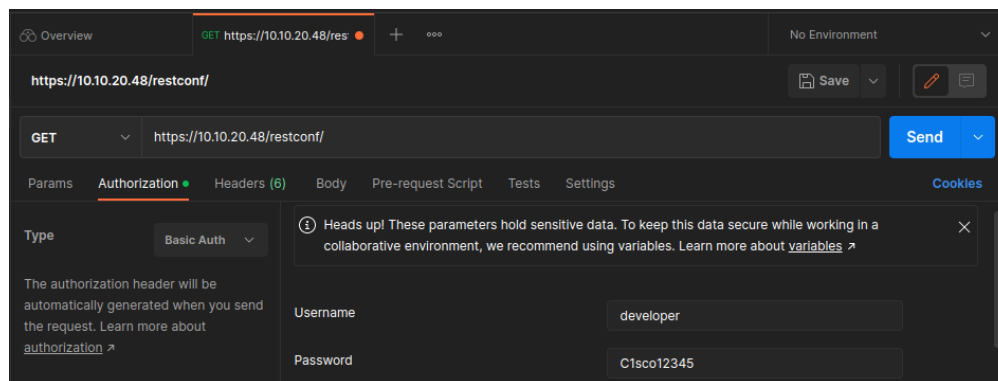 Overview GET https://10.10.20.48/res No Environment
https://10.10.20.48/restconf/ Save
GET https://10.10.20.48/restconf/ Send
Params Authorization Headers (6) Body Pre-request Script Tests Settings Cookies
Type
Basic Auth
The authorization header will be
automatically generated when you send
the request. Learn more about
authorization
Heads up! These parameters hold sensitive data. To keep this data secure while working in a
collaborative environment, we recommend using variables. Learn more about variables
Username developer
Password C1sco12345